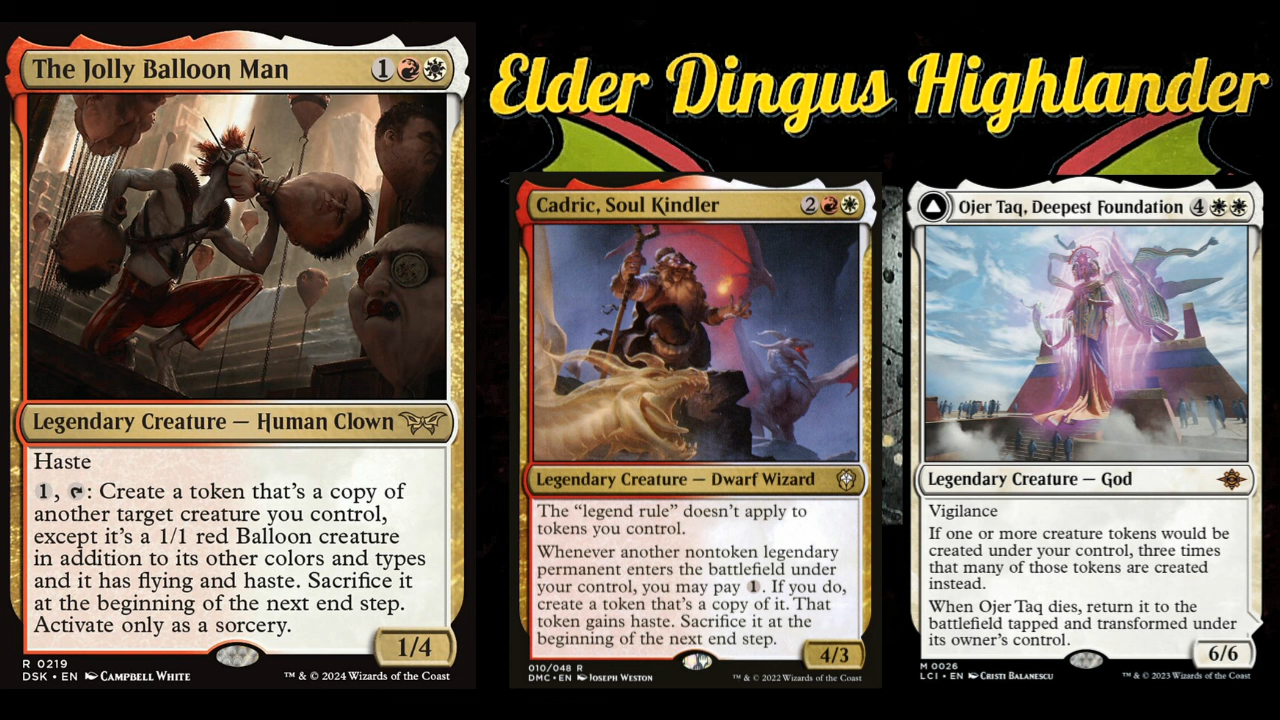 Elder Dingus Highlander
The Jolly Balloon Man 1
Legendary Creature — Human Clown
Haste
1, : Create a token that's a copy of
another target creature you control,
except it's a 1/1 red Balloon creature
in addition to its other colors and types
and it has flying and haste. Sacrifice it
at the beginning of the next end step.
Activate only as a sorcery.
1/4
R 0219
DSK • EN CAMPBELL WHITE
™ & © 2024 Wizards of the Coast
Cadric, Soul Kindler 2
Legendary Creature — Dwarf Wizard
The “legend rule” doesn't apply to
tokens you control.
Whenever another nontoken legendary
permanent enters the battlefield under
your control, you may pay 1. If you do,
create a token that's a copy of it. That
token gains haste. Sacrifice it at the
beginning of the next end step.
4/3
010/048 R
DMC • EN JOSEPH WESTON
™ & © 2022 Wizards of the Coast
Ojer Taq, Deepest Foundation 4
Legendary Creature — God
Vigilance
If one or more creature tokens would be
created under your control, three times
that many of those tokens are created
instead.
When Ojer Taq dies, return it to the
battlefield tapped and transformed under
its owner's control.
6/6
M 0026
LCI • EN CRISTI BALANESCU
™ & © 2023 Wizards of the Coast